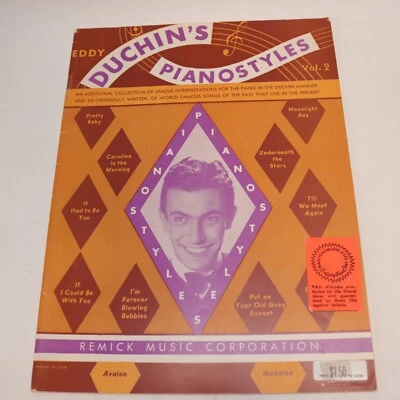 EDDY
DUCHIN'S
PIANOSTYLES
Vol. 2
AN ADDITIONAL COLLECTION OF UNIQUE INTERPRETATIONS FOR THE PIANO IN THE DUCHIN MANNER
AND AS ORIGINALLY WRITTEN, OF WORLD FAMOUS SONGS OF THE PAST THAT LIVE IN THE PRESENT
Pretty
Baby
Moonlight
Bay
Carolina
in the
Morning
Underneath
the
Stars
It
Had to Be
You
Till
We Meet
Again
PIANOSTYLES
PIANOSTYLES
If
I Could Be
With You
I'm
Forever
Blowing
Bubbles
Put on
Your Old Grey
Bonnet
REMICK MUSIC CORPORATION
Avalon
$1.50